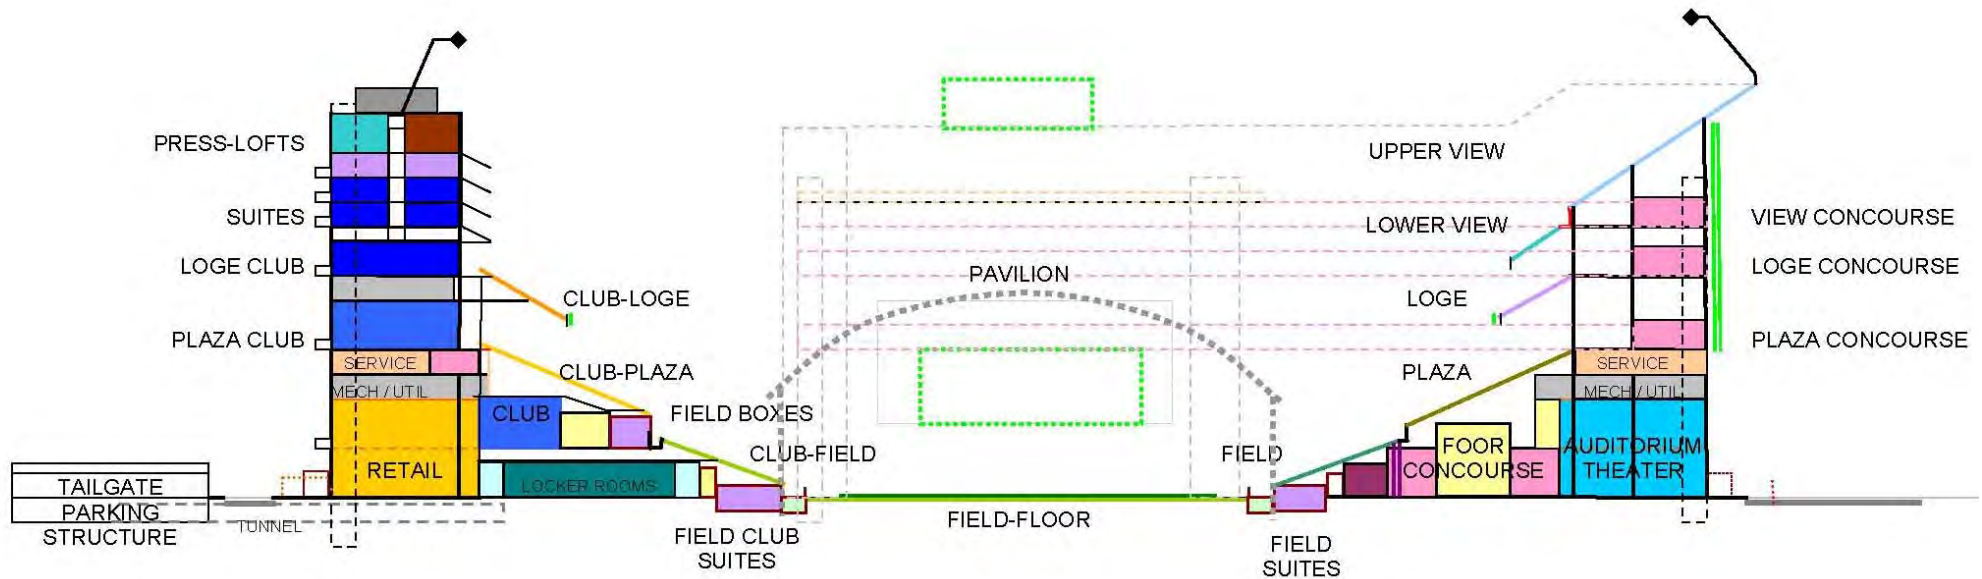 PRESS-LOFTS
SUITES
LOGE CLUB
PLAZA CLUB
SERVICE
MECH / UTIL
CLUB
RETAIL
LOCKER ROOMS
TAILGATE
PARKING
STRUCTURE
TUNNEL
CLUB-LOGE
CLUB-PLAZA
FIELD BOXES
CLUB-FIELD
FIELD CLUB
SUITES
PAVILION
FIELD-FLOOR
UPPER VIEW
LOWER VIEW
LOGE
PLAZA
FIELD
FIELD
SUITES
FOOR
CONCOURSE
AUDITORIUM
THEATER
SERVICE
MECH / UTIL
VIEW CONCOURSE
LOGE CONCOURSE
PLAZA CONCOURSE